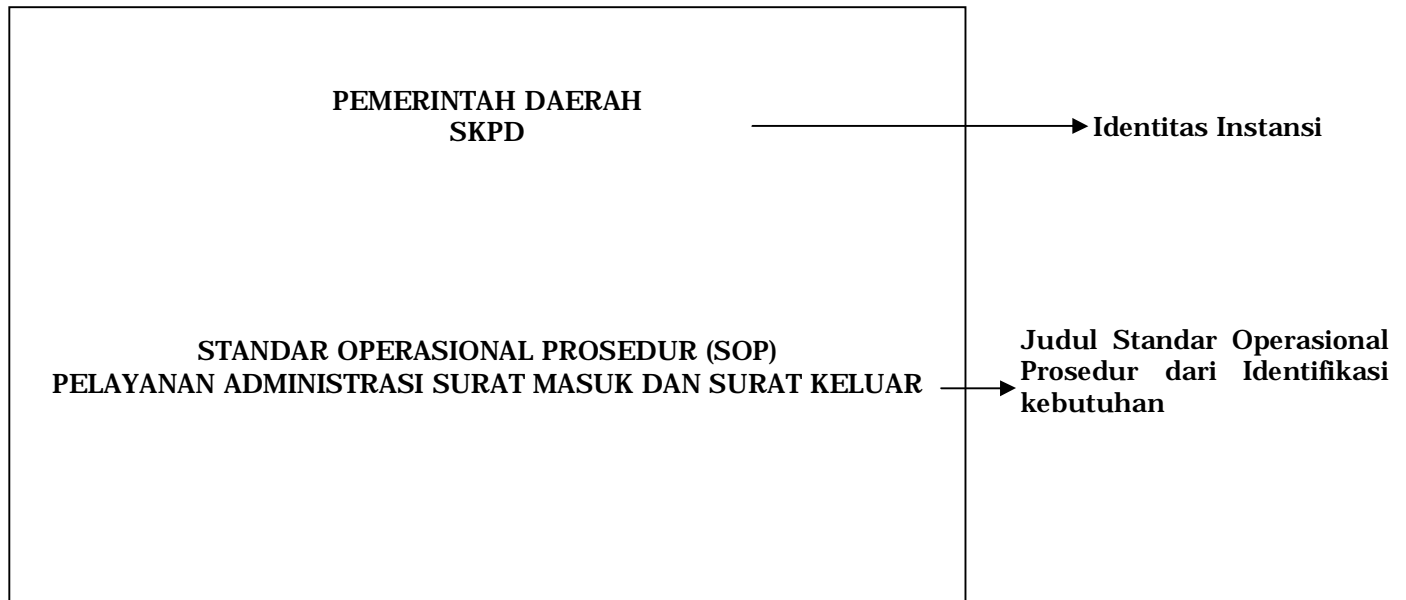 PEMERINTAH DAERAH
SKPD
Identitas Instansi
STANDAR OPERASIONAL PROSEDUR (SOP)
PELAYANAN ADMINISTRASI SURAT MASUK DAN SURAT KELUAR
Judul Standar Operasional
Prosedur dari Identifikasi
kebutuhan